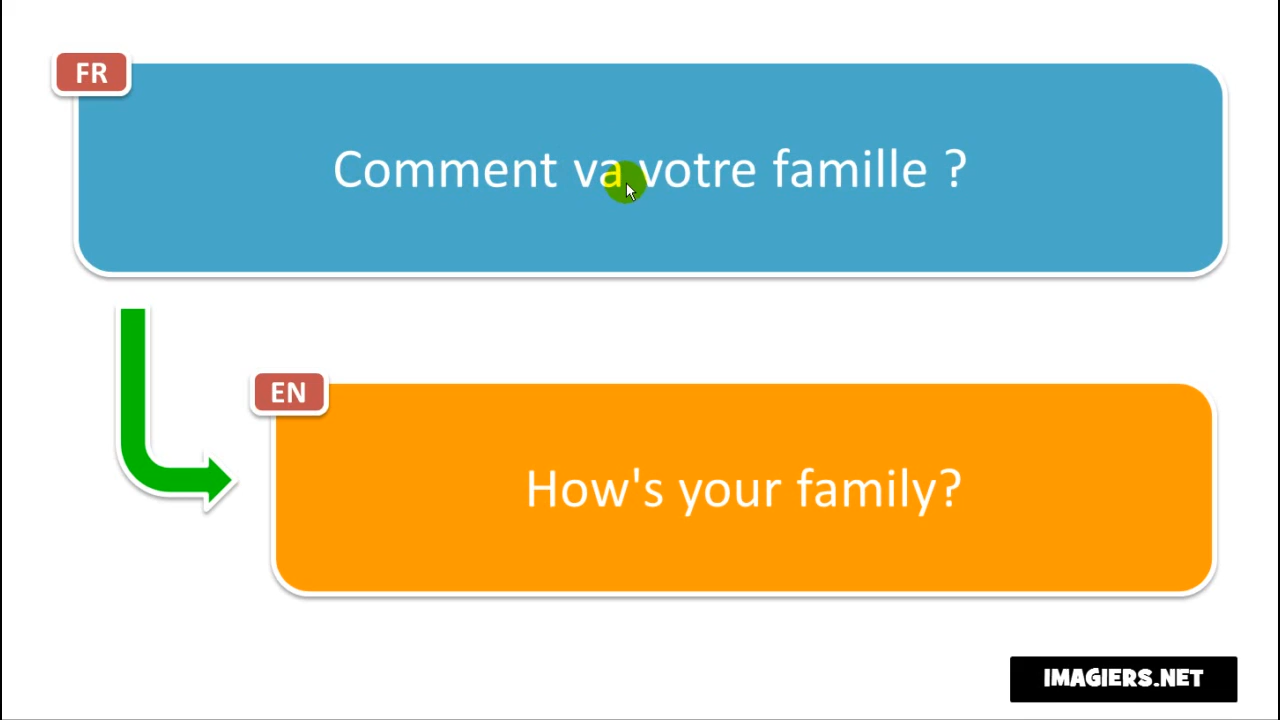 FR
Comment va votre famille ?
EN
How's your family?
IMAGIERS.NET